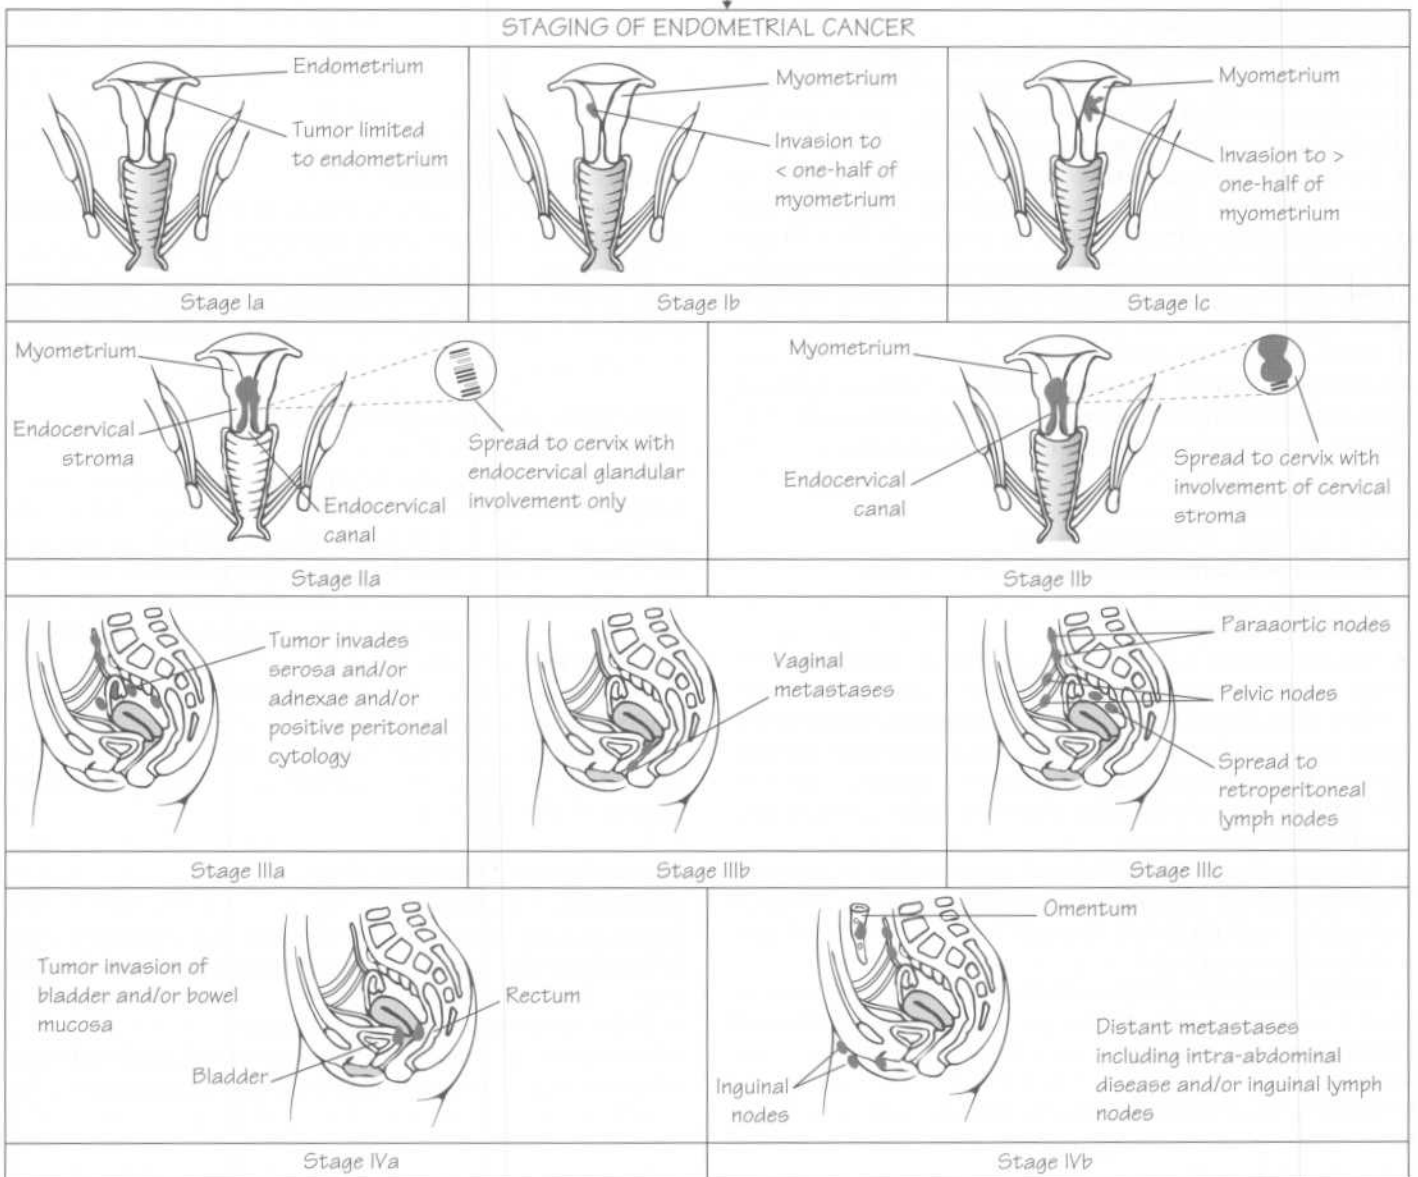 STAGING OF ENDOMETRIAL CANCER
Endometrium
Tumor limited
to endometrium
Stage Ia
Myometrium
Invasion to
< one-half of
myometrium
Stage Ib
Myometrium
Invasion to >
one-half of
myometrium
Stage Ic
Myometrium
Endocervical
stroma
Endocervical
canal
Spread to cervix with
endocervical glandular
involvement only
Stage IIa
Myometrium
Endocervical
canal
Spread to cervix with
involvement of cervical
stroma
Stage IIb
Tumor invades
serosa and/or
adnexae and/or
positive peritoneal
cytology
Stage IIIa
Vaginal
metastases
Stage IIIb
Paraaortic nodes
Pelvic nodes
Spread to
retroperitoneal
lymph nodes
Stage IIIc
Tumor invasion of
bladder and/or bowel
mucosa
Rectum
Bladder
Stage IVa
Omentum
Inguinal
nodes
Distant metastases
including intra-abdominal
disease and/or inguinal lymph
nodes
Stage IVb